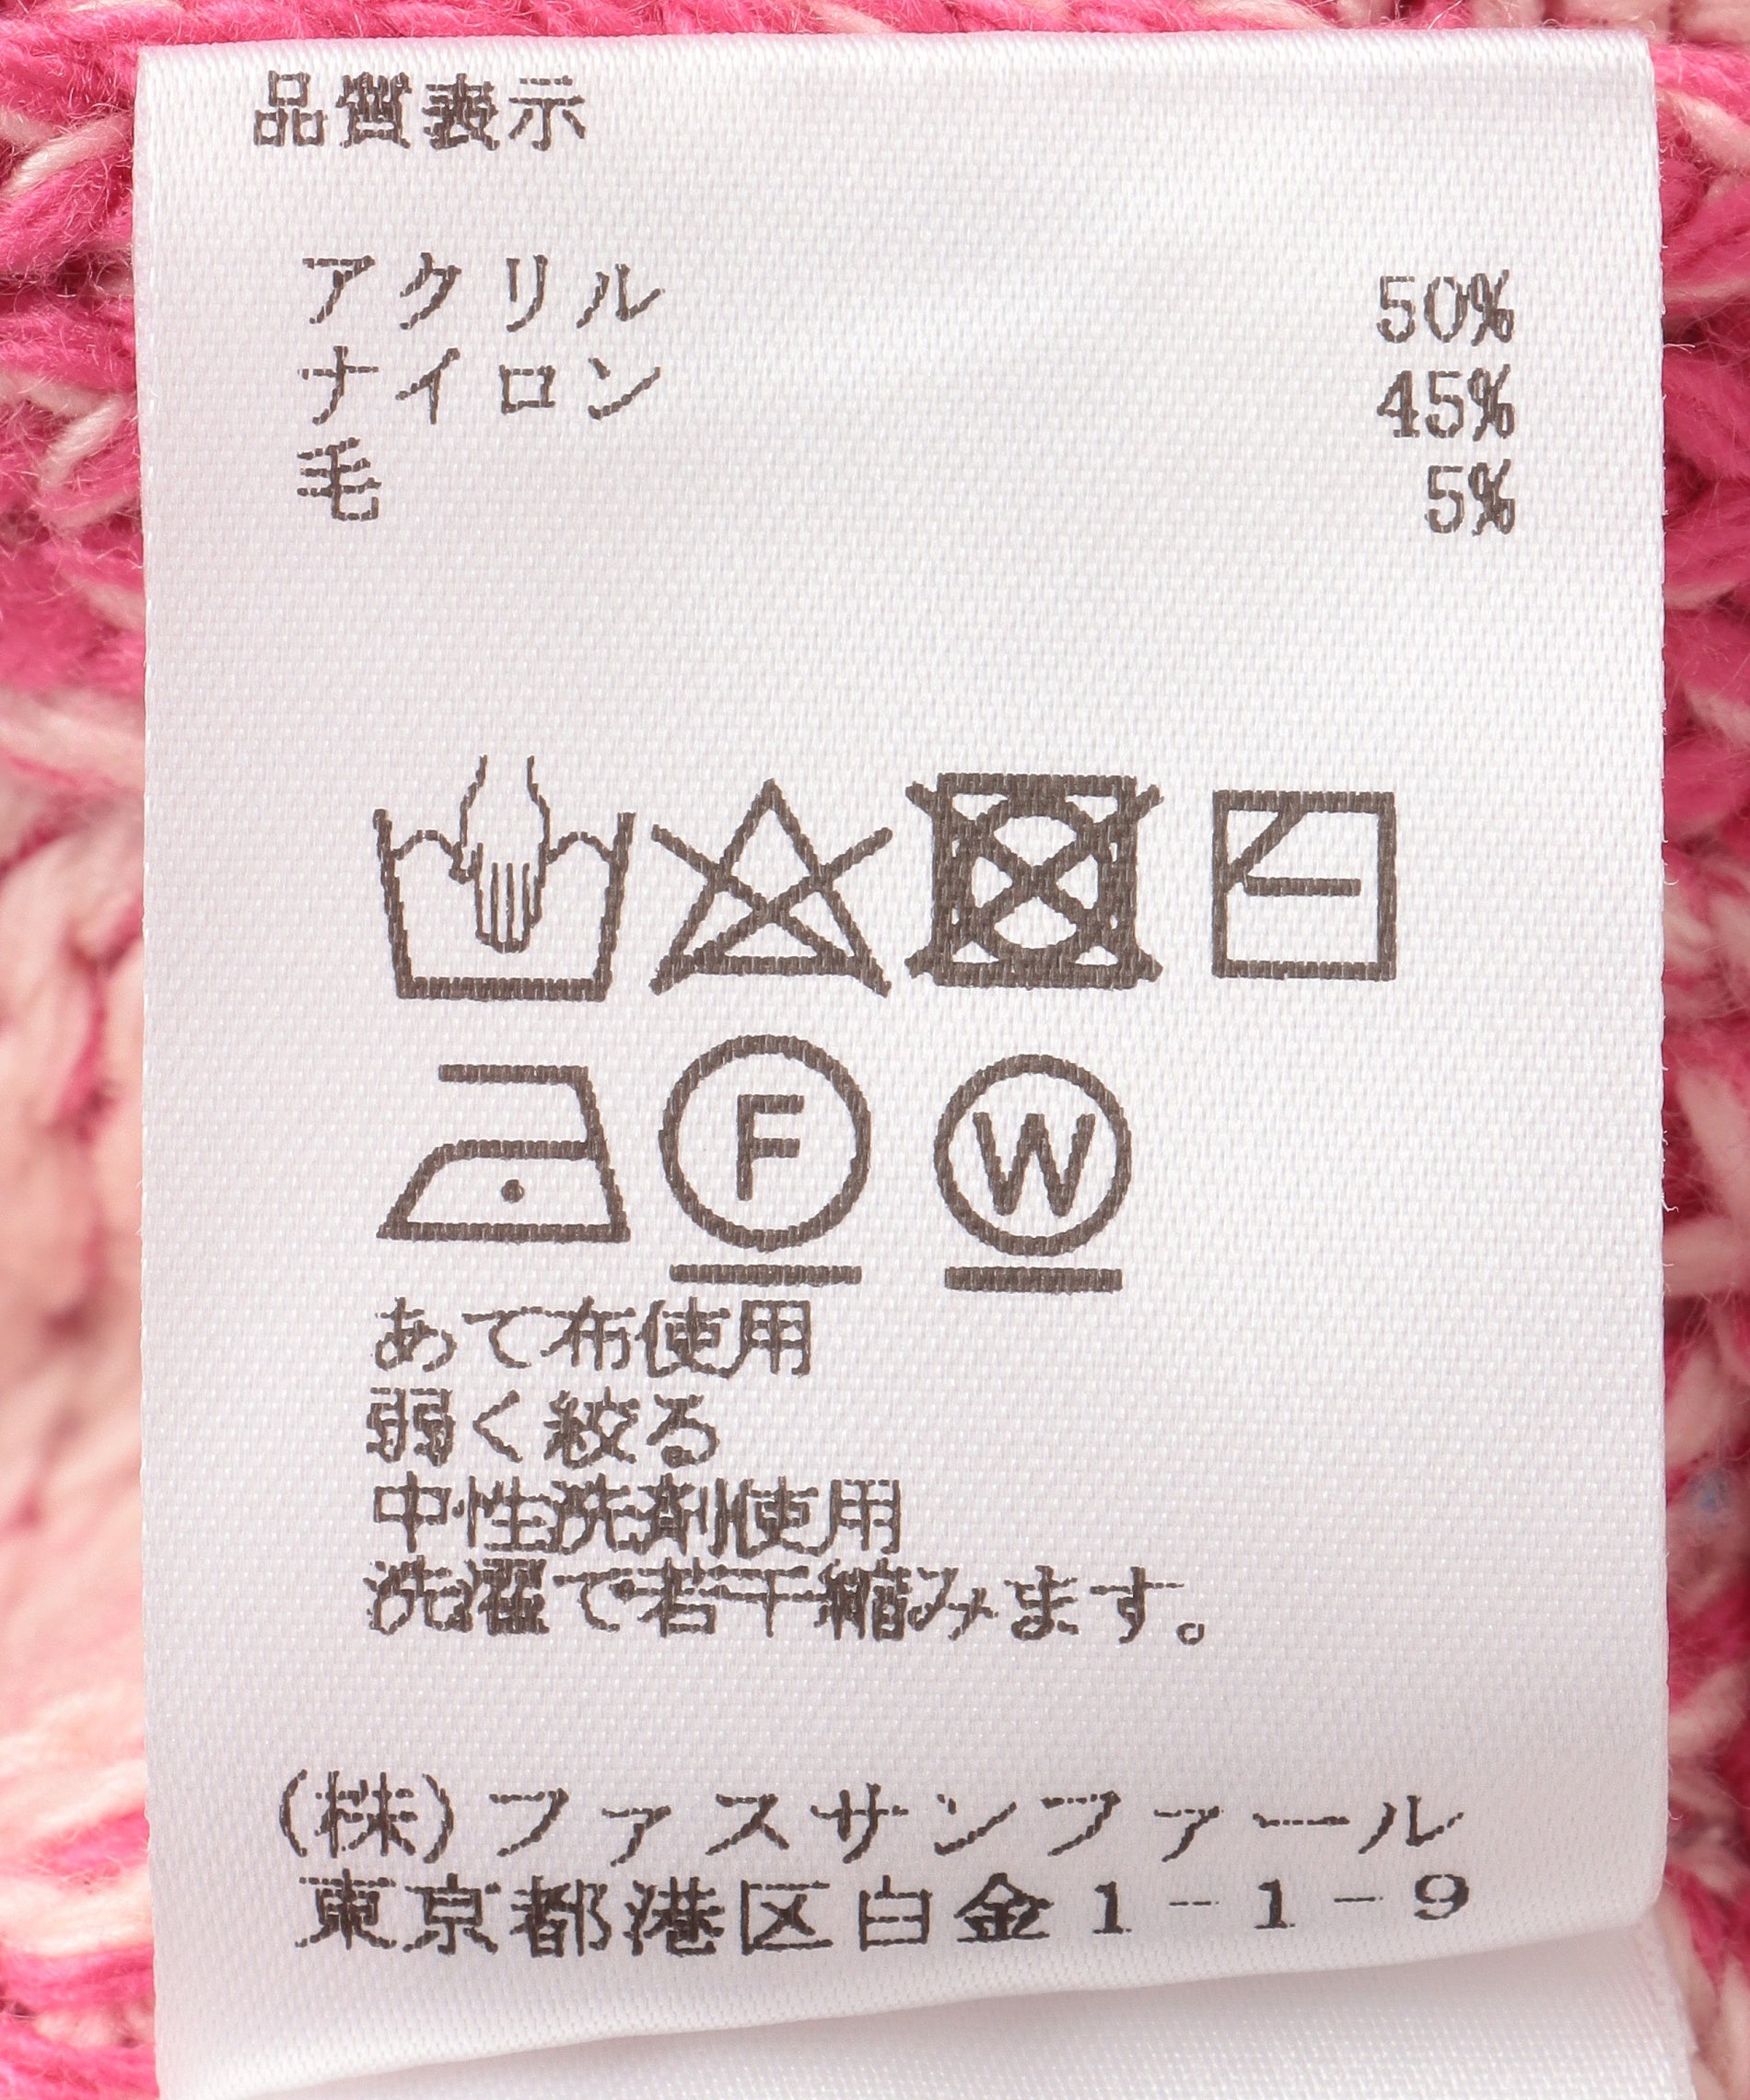 品質表示
アクリル 50%
ナイロン 45%
毛 5%
F W
あて布使用
弱く絞る
中性洗剤使用
洗濯で若干縮みます。
(株)ファスサンファール
東京都港区白金1-1-9